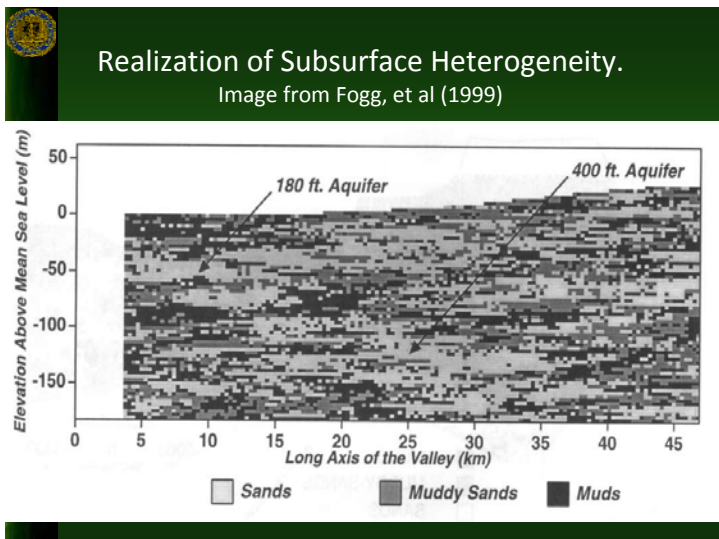 Realization of Subsurface Heterogeneity.
Image from Fogg, et al (1999)
Elevation Above Mean Sea Level (m)
50
0
-50
-100
-150
180 ft. Aquifer
400 ft. Aquifer
0 5 10 15 20 25 30 35 40 45
Long Axis of the Valley (km)
Sands Muddy Sands Muds